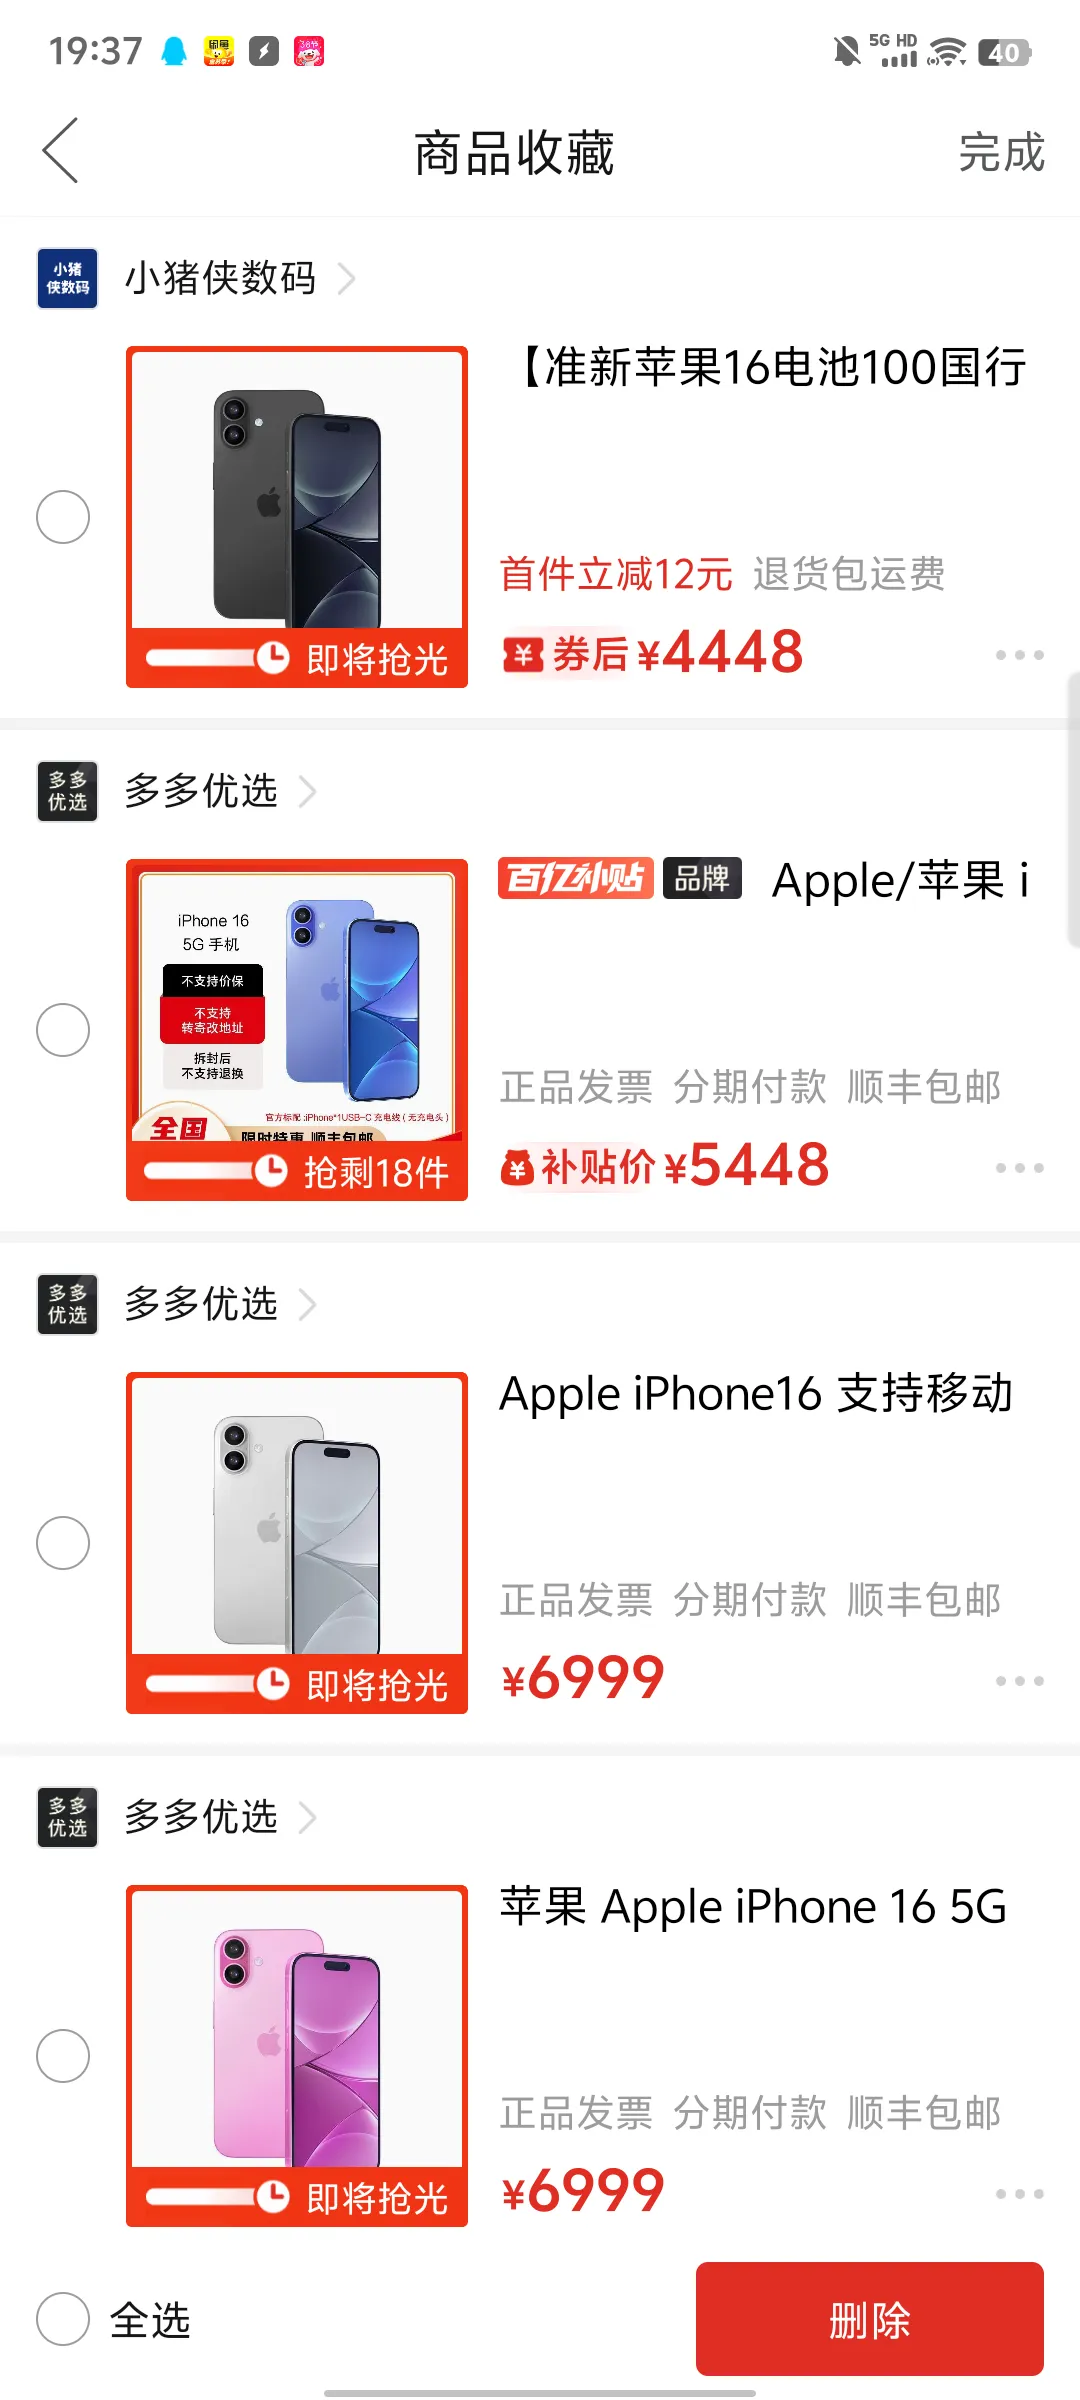 19:37
5G HD
40
商品收藏
完成
小猪
侠数码
小猪侠数码
【准新苹果16电池100国行
首件立减12元 退货包运费
券后 ¥4448
即将抢光
多多
优选
多多优选
百亿补贴 品牌 Apple/苹果 i
iPhone 16
5G 手机
不支持价保
不支持
转寄改地址
拆封后
不支持退换
官方标配:iPhone*1USB-C 充电线(无充电头)
全国
限时特惠 顺丰包邮
抢剩18件
正品发票 分期付款 顺丰包邮
补贴价 ¥5448
多多
优选
多多优选
Apple iPhone16 支持移动
正品发票 分期付款 顺丰包邮
¥6999
即将抢光
多多
优选
多多优选
苹果 Apple iPhone 16 5G
正品发票 分期付款 顺丰包邮
¥6999
即将抢光
全选
删除